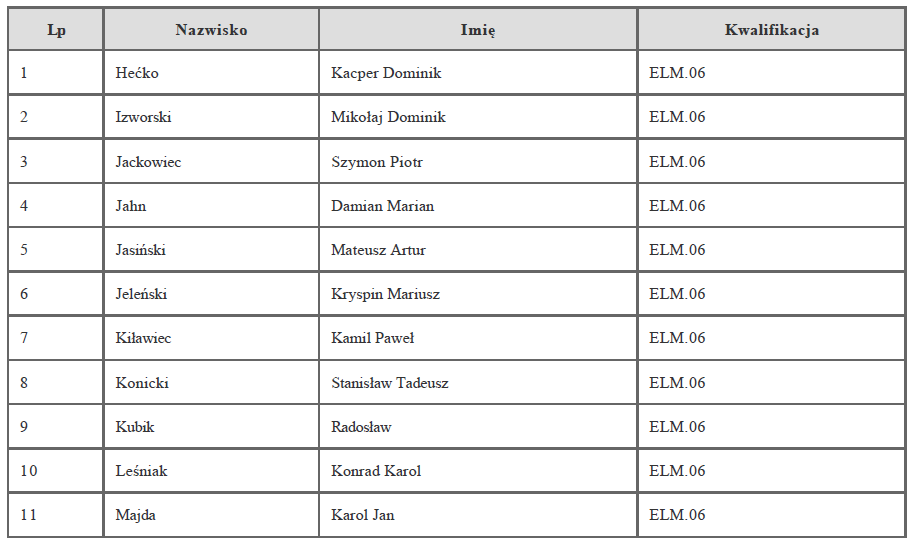 Lp Nazwisko Imię Kwalifikacja
1 Hećko Kacper Dominik ELM.06
2 Izworski Mikołaj Dominik ELM.06
3 Jackowiec Szymon Piotr ELM.06
4 Jahn Damian Marian ELM.06
5 Jasiński Mateusz Artur ELM.06
6 Jeleński Kryspin Mariusz ELM.06
7 Kiławiec Kamil Paweł ELM.06
8 Konicki Stanisław Tadeusz ELM.06
9 Kubik Radosław ELM.06
10 Leśniak Konrad Karol ELM.06
11 Majda Karol Jan ELM.06